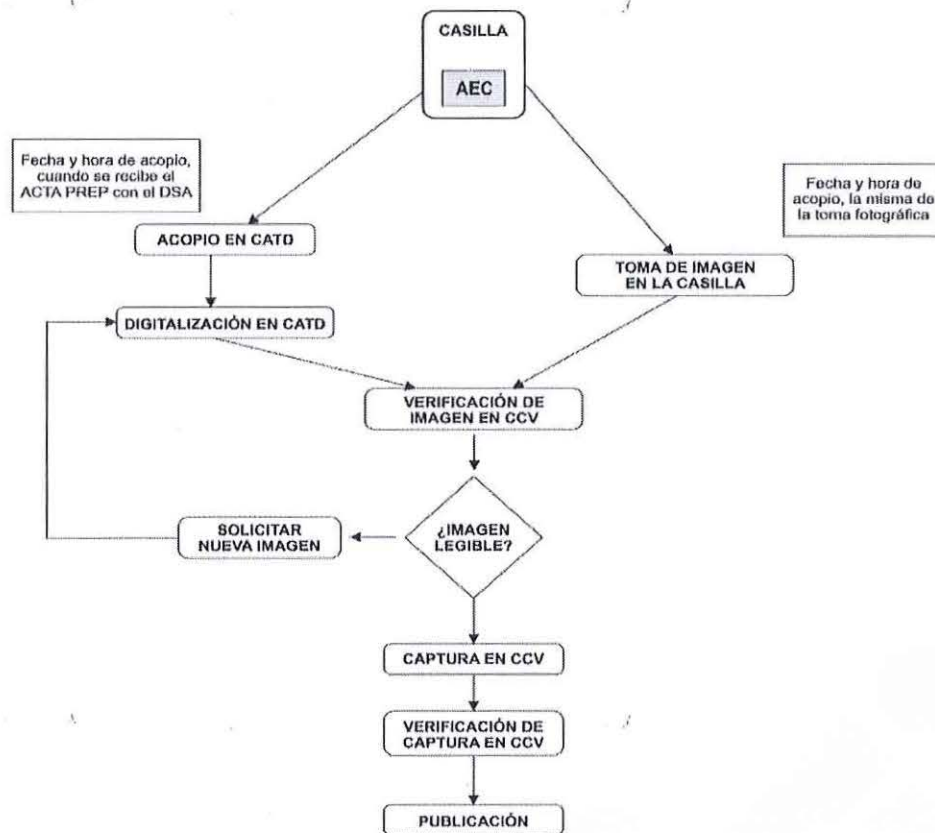 CASILLA
AEC
Fecha y hora de acopio,
cuando se recibe el
ACTA PREP con el DSA
Fecha y hora de
acopio, la misma de
la toma fotográfica
ACOPIO EN CATD
TOMA DE IMAGEN
EN LA CASILLA
DIGITALIZACIÓN EN CATD
VERIFICACIÓN DE
IMAGEN EN CCV
¿IMAGEN
LEGIBLE?
SOLICITAR
NUEVA IMAGEN
CAPTURA EN CCV
VERIFICACIÓN DE
CAPTURA EN CCV
PUBLICACIÓN